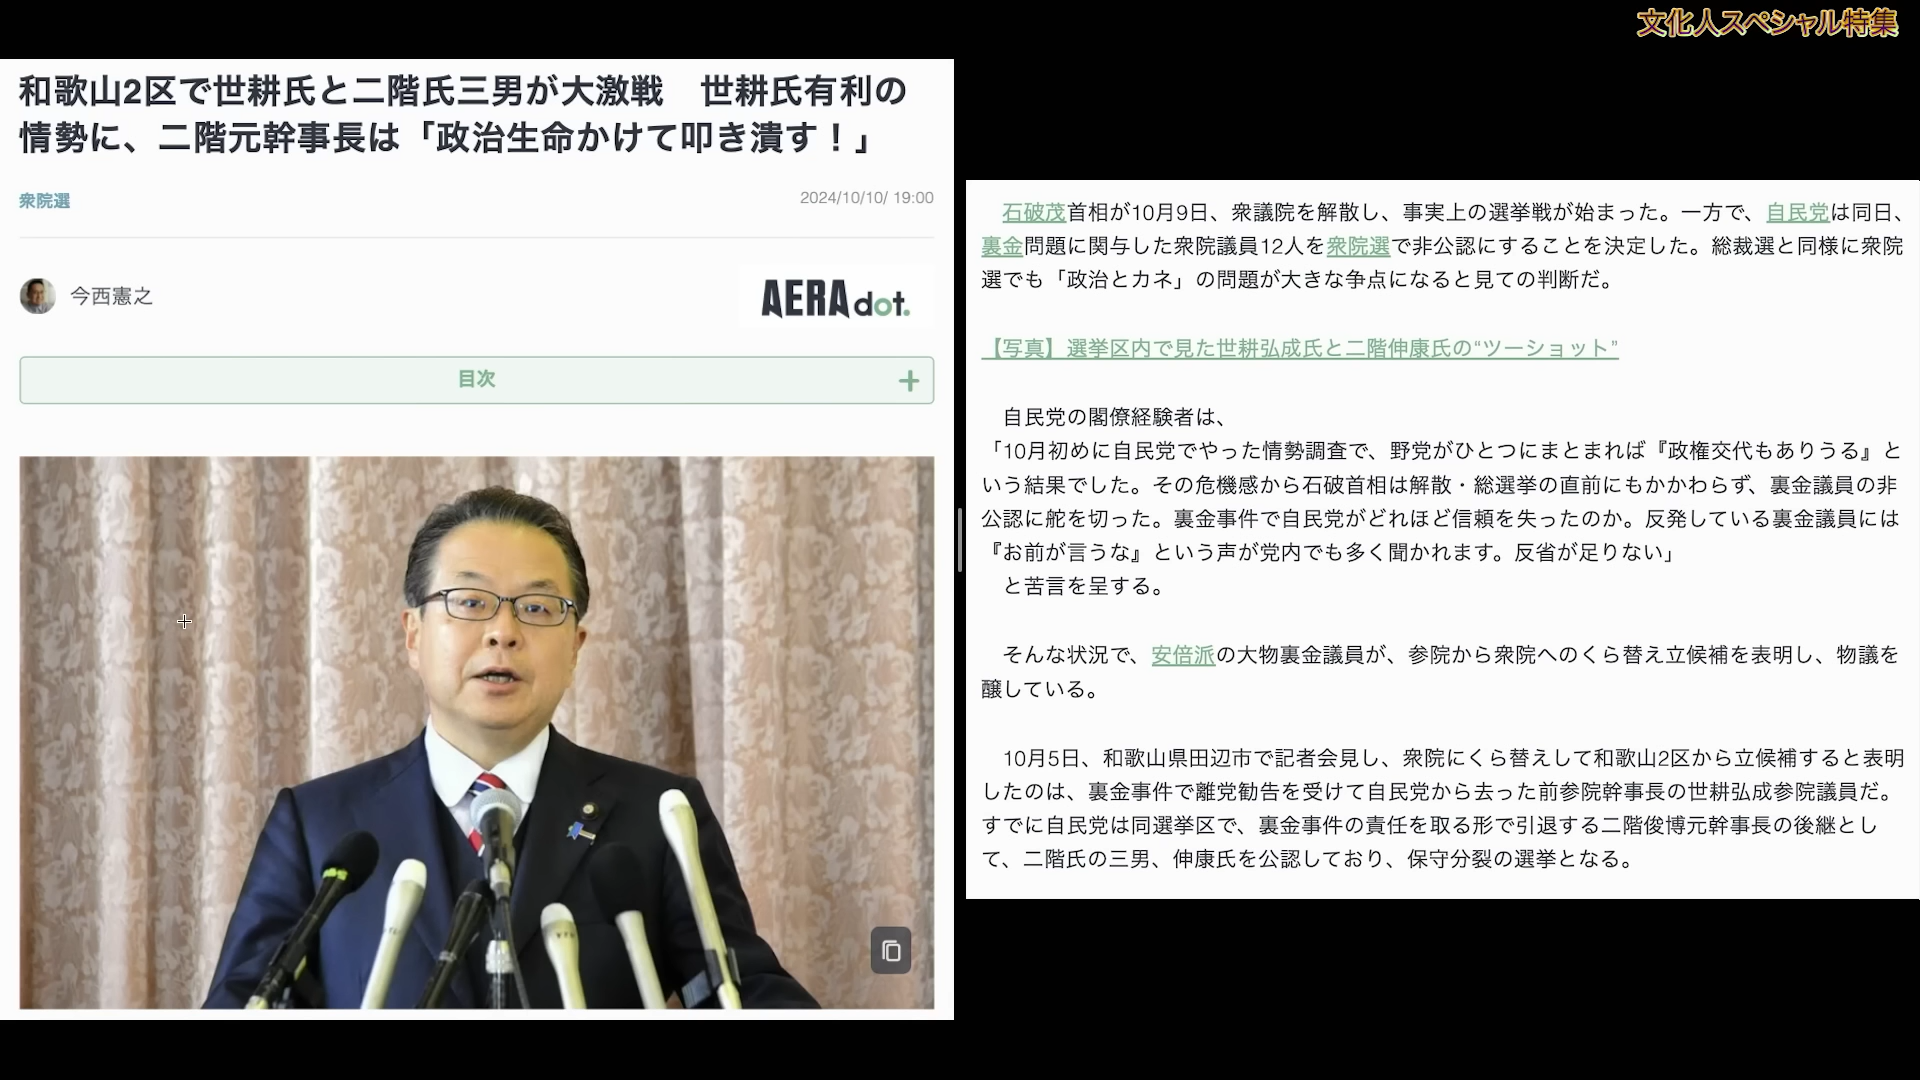 文化人スペシャル特集
和歌山2区で世耕氏と二階氏三男が大激戦　世耕氏有利の
情勢に、二階元幹事長は「政治生命かけて叩き潰す！」
衆院選
2024/10/10/ 19:00
今西憲之
AERA dot.
目次
石破茂首相が10月9日、衆議院を解散し、事実上の選挙戦が始まった。一方で、自民党は同日、
裏金問題に関与した衆院議員12人を衆院選で非公認にすることを決定した。総裁選と同様に衆院
選でも「政治とカネ」の問題が大きな争点になると見ての判断だ。
【写真】選挙区内で見た世耕弘成氏と二階伸康氏の“ツーショット”
自民党の閣僚経験者は、
「10月初めに自民党でやった情勢調査で、野党がひとつにまとまれば『政権交代もありうる』と
いう結果でした。その危機感から石破首相は解散・総選挙の直前にもかかわらず、裏金議員の非
公認に舵を切った。裏金事件で自民党がどれほど信頼を失ったのか。反発している裏金議員には
『お前が言うな』という声が党内でも多く聞かれます。反省が足りない」
と苦言を呈する。
そんな状況で、安倍派の大物裏金議員が、参院から衆院へのくら替え立候補を表明し、物議を
醸している。
10月5日、和歌山県田辺市で記者会見し、衆院にくら替えして和歌山2区から立候補すると表明
したのは、裏金事件で離党勧告を受けて自民党から去った前参院幹事長の世耕弘成参院議員だ。
すでに自民党は同選挙区で、裏金事件の責任を取る形で引退する二階俊博元幹事長の後継とし
て、二階氏の三男、伸康氏を公認しており、保守分裂の選挙となる。